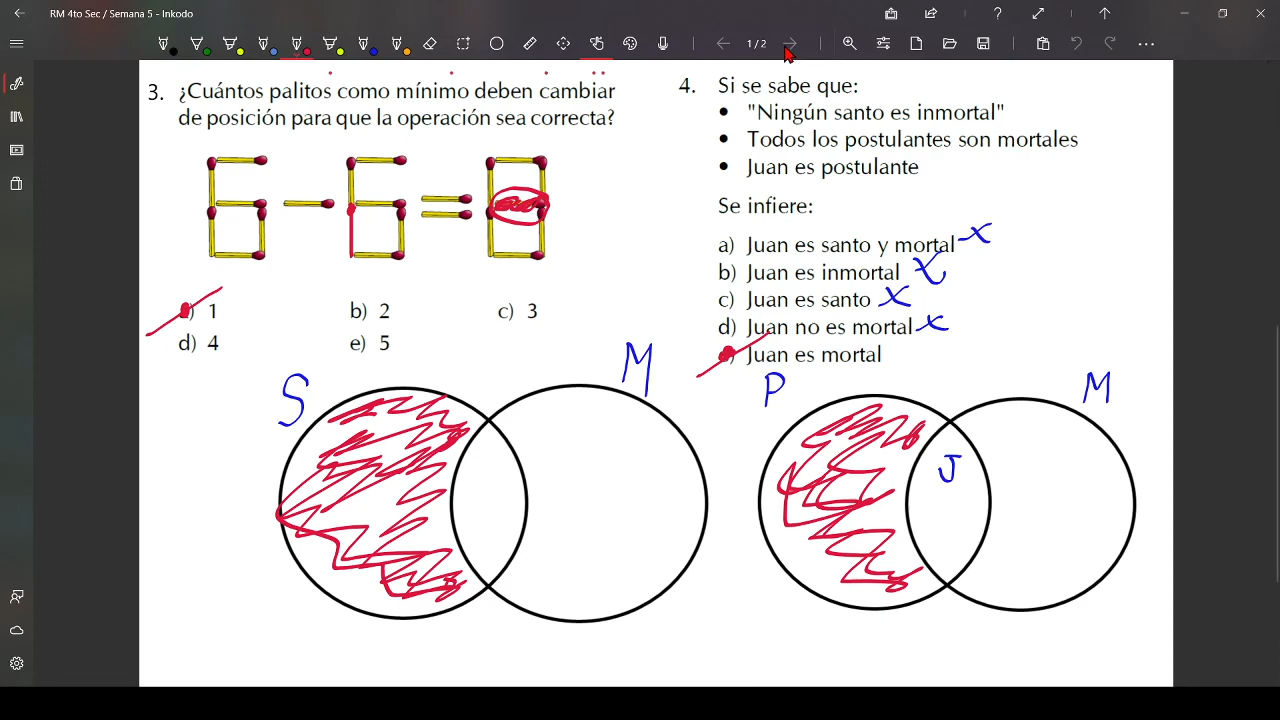 RM 4to Sec / Semana 5 - Inkodo
1/2
3. ¿Cuántos palitos como mínimo deben cambiar
de posición para que la operación sea correcta?
6 - 5 = 8
a) 1
b) 2
c) 3
d) 4
e) 5
S
M
4. Si se sabe que:
• "Ningún santo es inmortal"
• Todos los postulantes son mortales
• Juan es postulante
Se infiere:
a) Juan es santo y mortal x
b) Juan es inmortal x
c) Juan es santo x
d) Juan no es mortal x
Juan es mortal
P
M
J